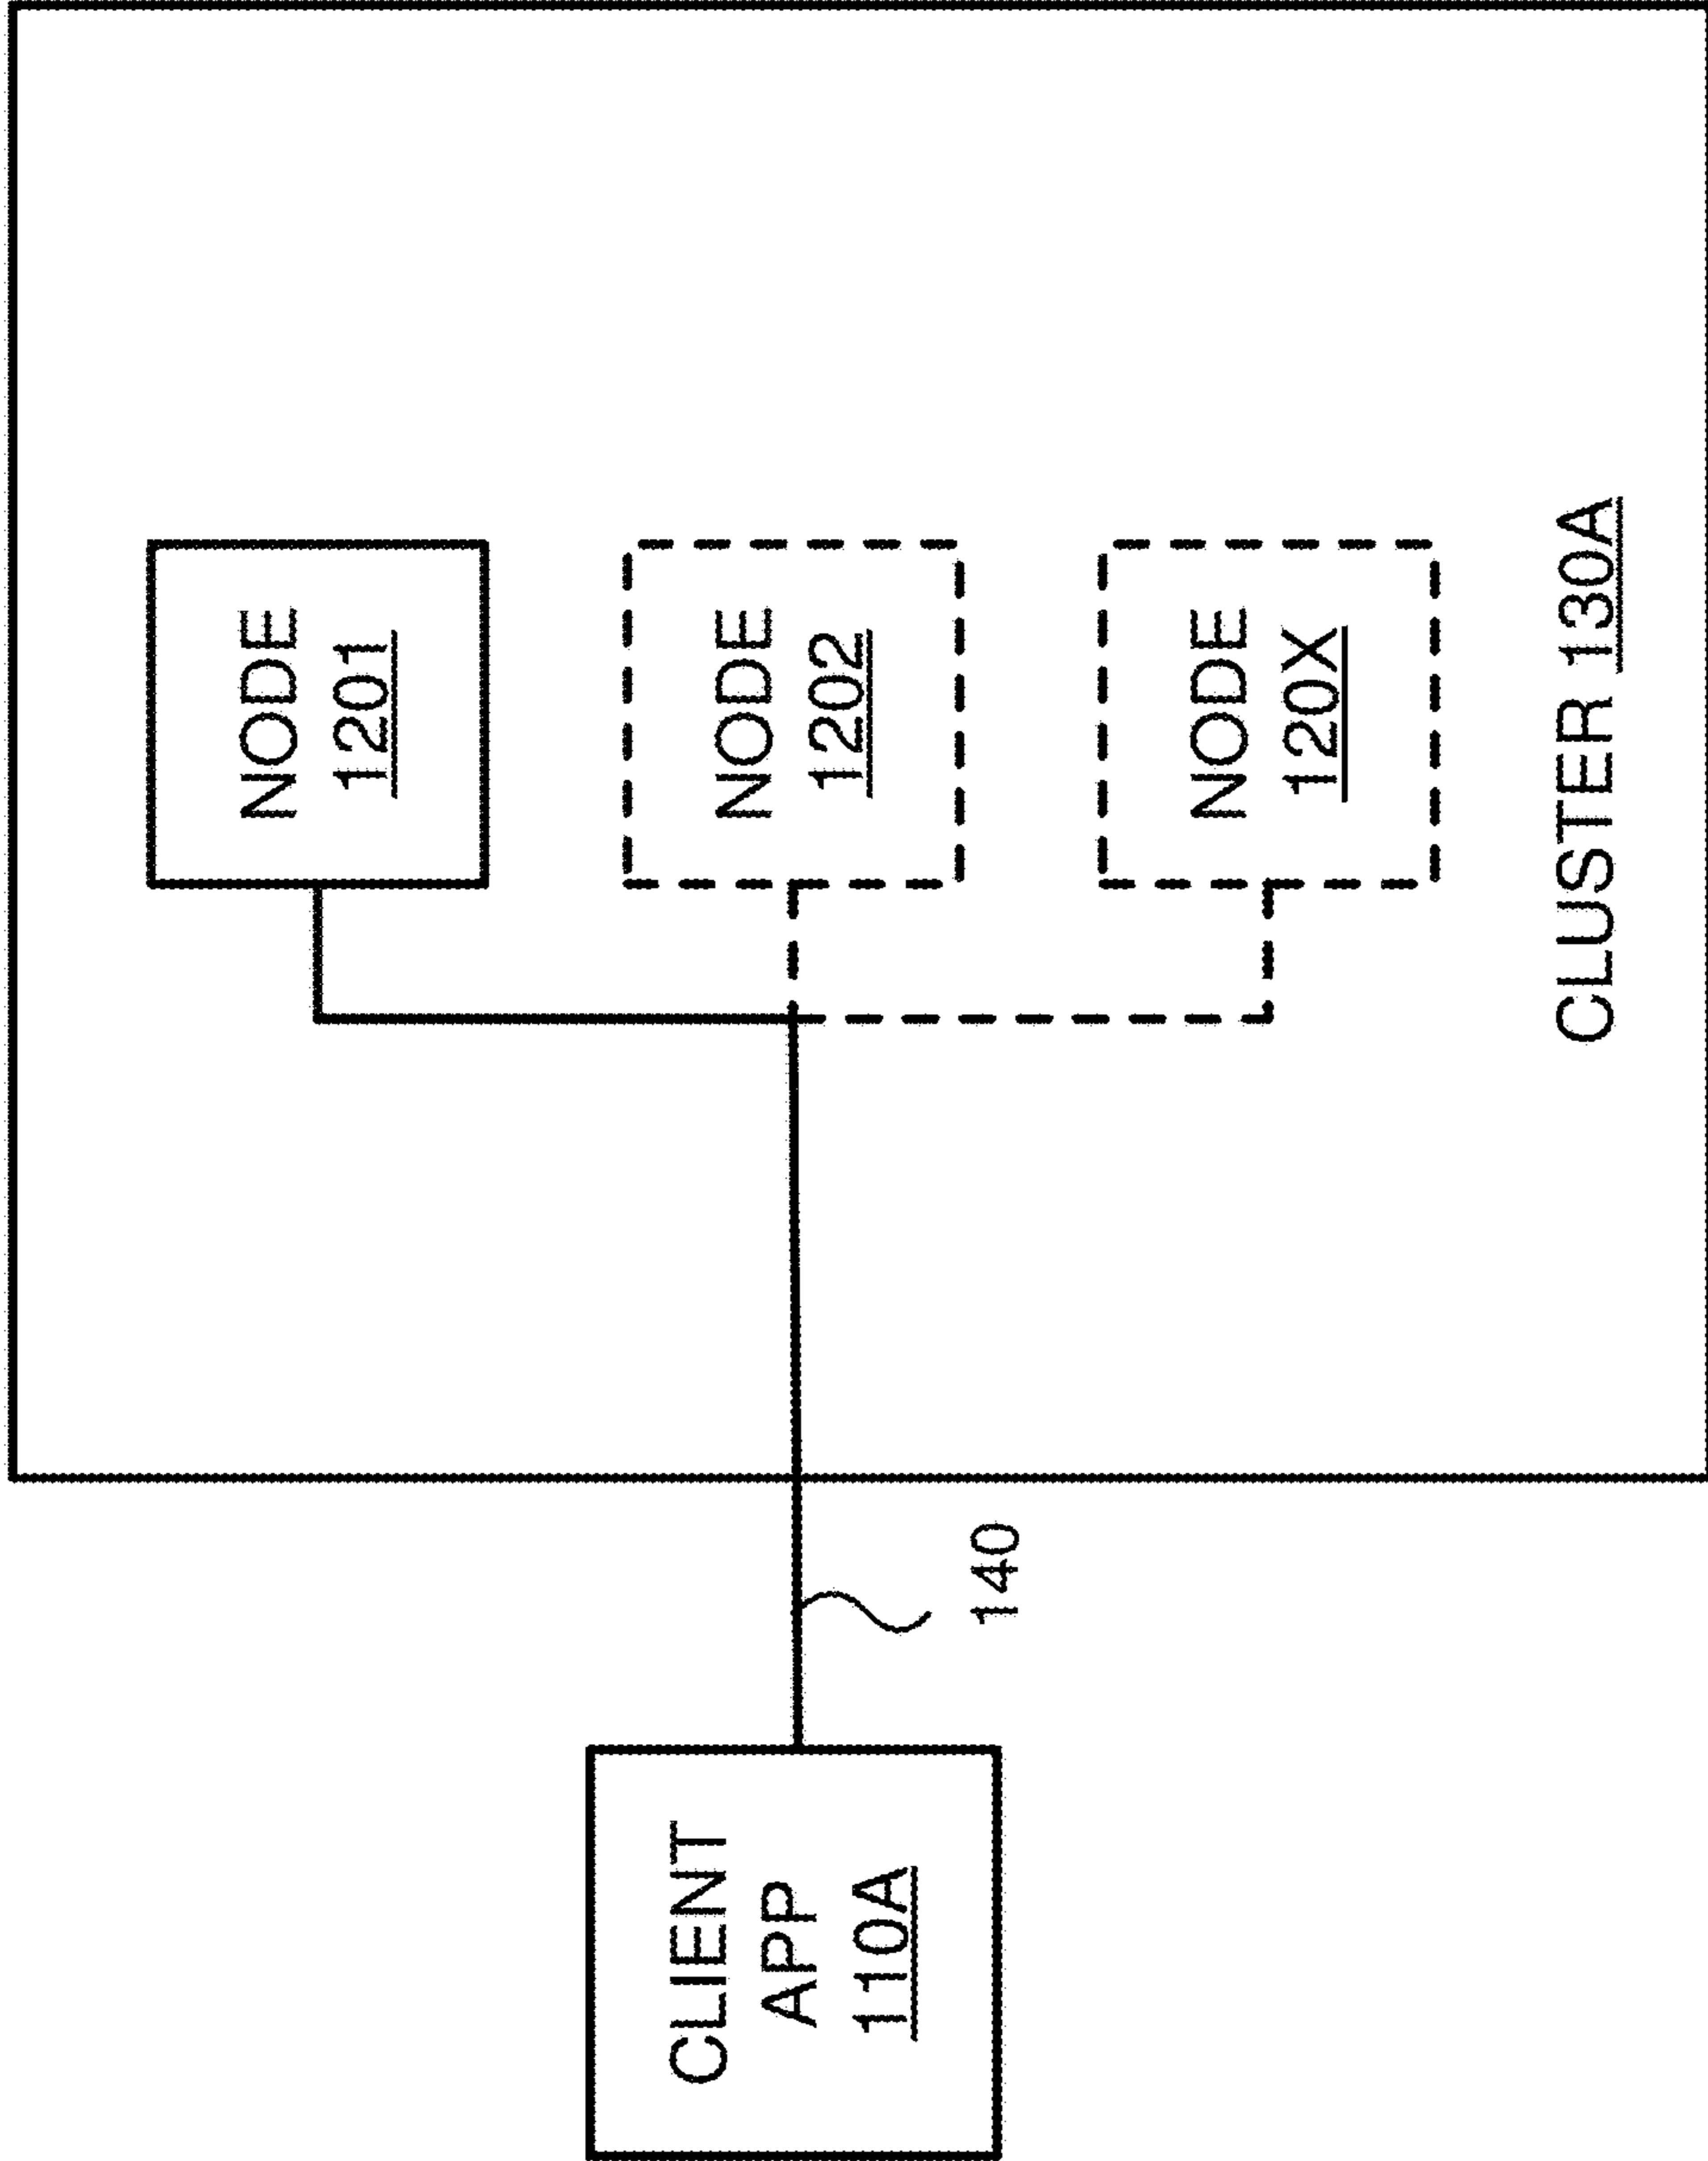 CLIENT
APP
110A
140
NODE
1201
NODE
1202
NODE
120X
CLUSTER 130A